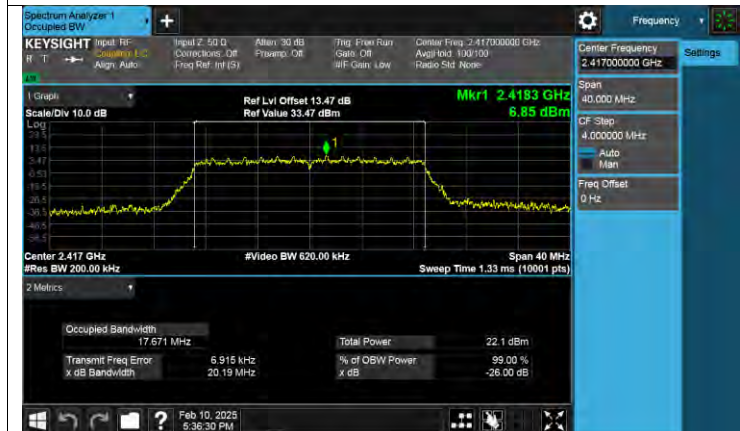 Spectrum Analyzer 1
Occupied BW
Frequency
KEYSIGHT
Input: RF
Coupling: DC
Align: Auto
Input Z: 50 Ω
Corrections: Off
Freq Ref: Int (S)
Atten: 30 dB
Preamp: Off
Trig: Free Run
Gate: Off
#IF Gain: Low
Center Freq: 2.417000000 GHz
Avg|Hold: 100/100
Radio Std: None
R T
Center Frequency
2.417000000 GHz
Settings
Span
40.000 MHz
CF Step
4.000000 MHz
Auto
Man
Freq Offset
0 Hz
1 Graph
Scale/Div 10.0 dB
Ref Lvl Offset 13.47 dB
Ref Value 33.47 dBm
Mkr1 2.4183 GHz
6.85 dBm
Log
23.5
13.5
3.47
-6.53
-16.5
-26.5
-36.5
-46.5
-56.5
1
Center 2.417 GHz
#Video BW 620.00 kHz
Span 40 MHz
#Res BW 200.00 kHz
Sweep Time 1.33 ms (10001 pts)
2 Metrics
Occupied Bandwidth
17.671 MHz
Total Power 22.1 dBm
Transmit Freq Error 6.915 kHz
% of OBW Power 99.00 %
x dB Bandwidth 20.19 MHz
x dB -26.00 dB
?
Feb 10, 2025
5:36:30 PM